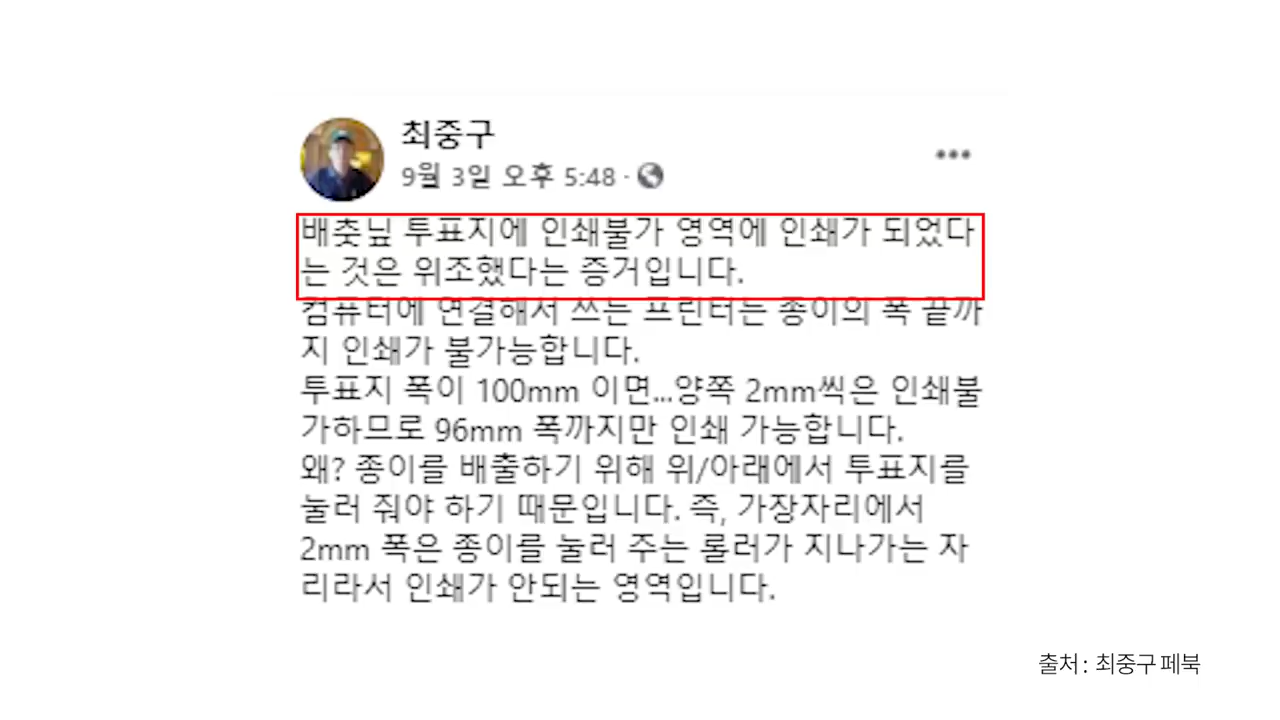 최중구
9월 3일 오후 5:48 ·
배춧닢 투표지에 인쇄불가 영역에 인쇄가 되었다
는 것은 위조했다는 증거입니다.
컴퓨터에 연결해서 쓰는 프린터는 종이의 폭 끝까
지 인쇄가 불가능합니다.
투표지 폭이 100mm 이면...양쪽 2mm씩은 인쇄불
가하므로 96mm 폭까지만 인쇄 가능합니다.
왜? 종이를 배출하기 위해 위/아래에서 투표지를
눌러 줘야 하기 때문입니다. 즉, 가장자리에서
2mm 폭은 종이를 눌러 주는 롤러가 지나가는 자
리라서 인쇄가 안되는 영역입니다.
출처 : 최중구 페북